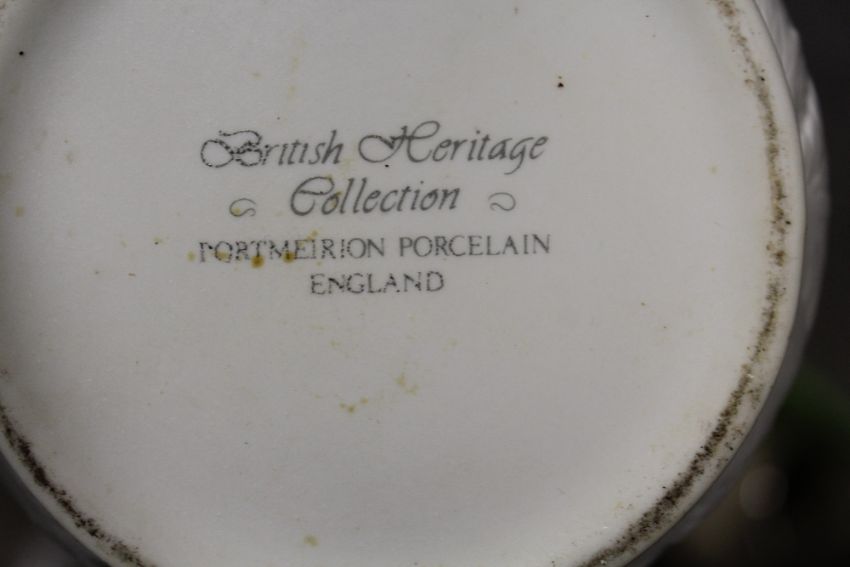 British Heritage
Collection
PORTMEIRION PORCELAIN
ENGLAND